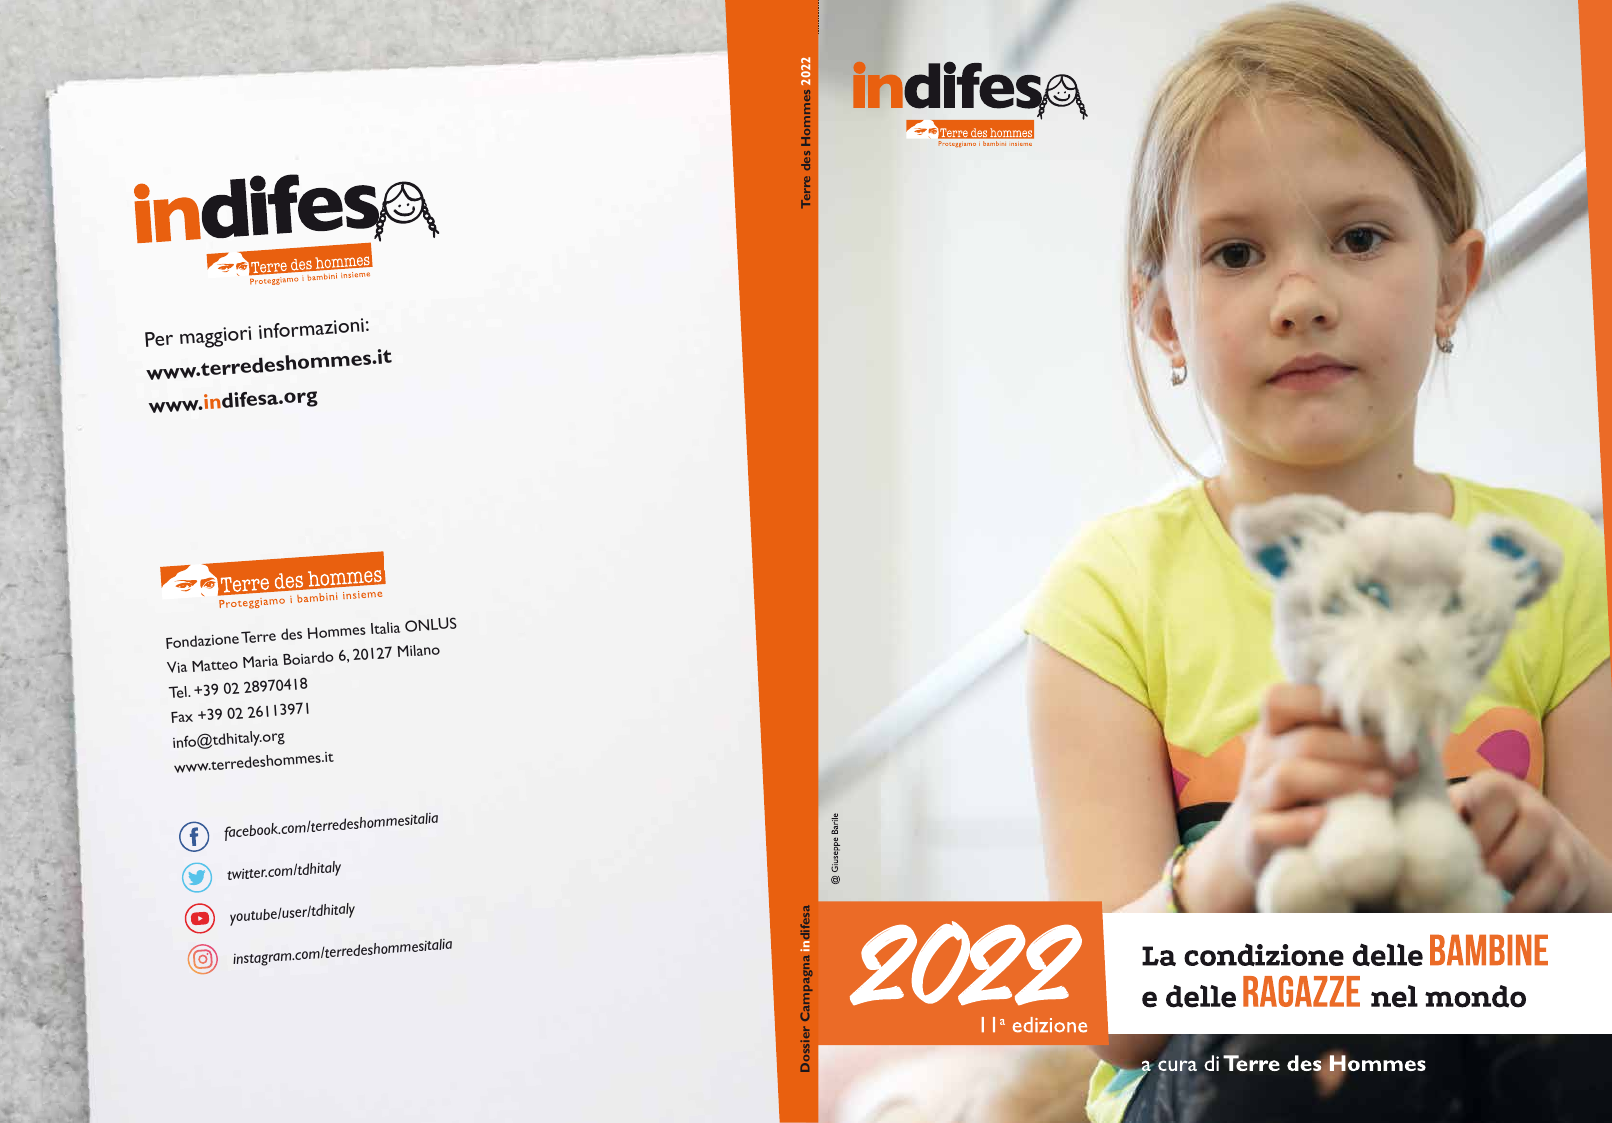 indifesa
Terre des hommes
Proteggiamo i bambini insieme
Per maggiori informazioni:
www.terredeshommes.it
www.indifesa.org
Terre des hommes
Proteggiamo i bambini insieme
Fondazione Terre des Hommes Italia ONLUS
Via Matteo Maria Boiardo 6, 20127 Milano
Tel. +39 02 28970418
Fax +39 02 26113971
info@tdhitaly.org
www.terredeshommes.it
facebook.com/terredeshommesitalia
twitter.com/tdhitaly
youtube/user/tdhitaly
instagram.com/terredeshommesitalia
Terre des Hommes 2022
Dossier Campagna indifesa
indifesa
Terre des hommes
Proteggiamo i bambini insieme
@ Giuseppe Barile
2022
11ª edizione
La condizione delle BAMBINE
e delle RAGAZZE nel mondo
a cura di Terre des Hommes